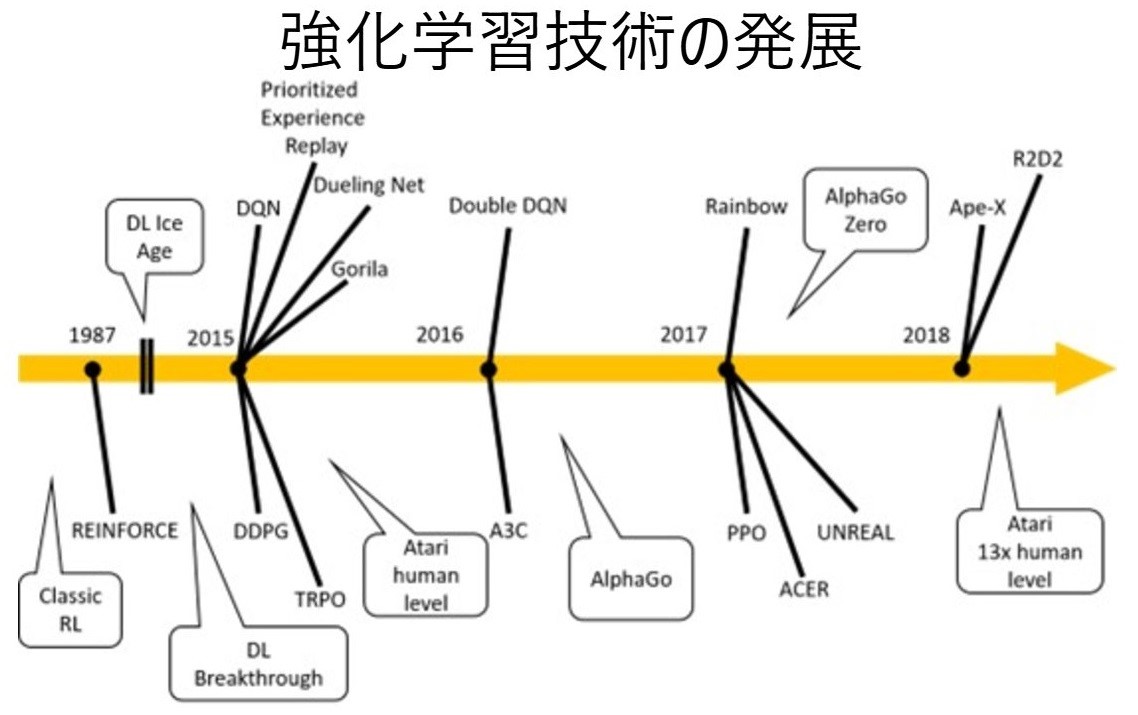 強化学習技術の発展
Prioritized
Experience
Replay
Dueling Net
DQN
Gorila
Double DQN
Rainbow
AlphaGo
Zero
Ape-X
R2D2
DL Ice
Age
1987
2015
2016
2017
2018
REINFORCE
DDPG
TRPO
A3C
PPO
ACER
UNREAL
Classic
RL
DL
Breakthrough
Atari
human
level
AlphaGo
Atari
13x human
level